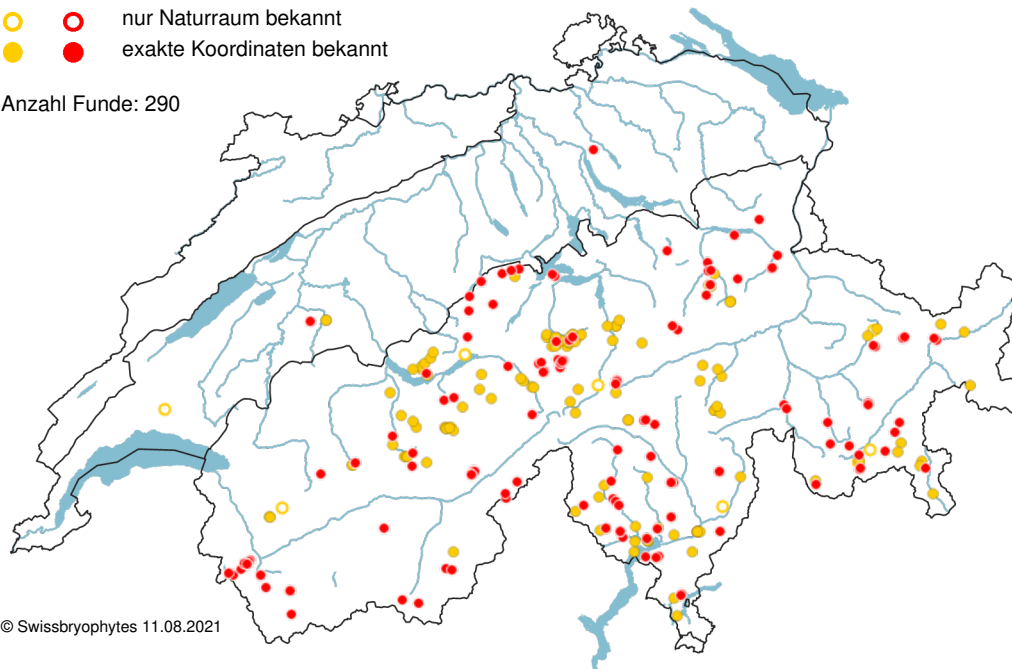 nur Naturraum bekannt
exakte Koordinaten bekannt
Anzahl Funde: 290
© Swissbryophytes 11.08.2021